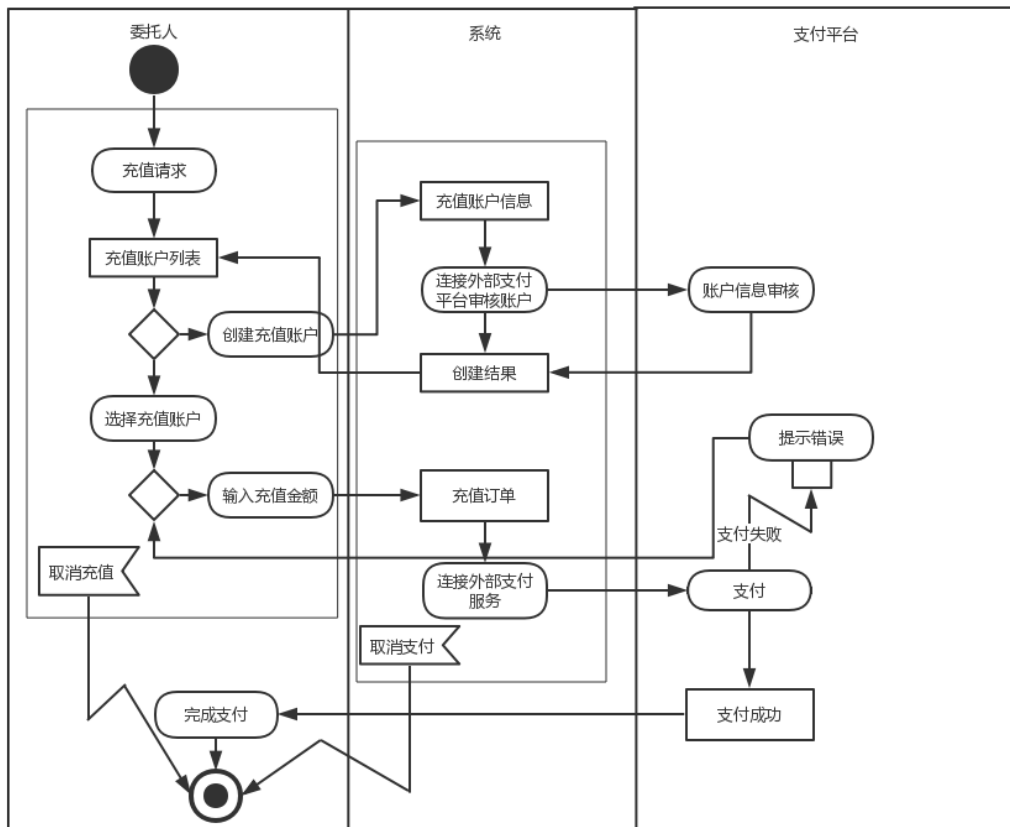 委托人
系统
支付平台
充值请求
充值账户信息
充值账户列表
连接外部支付
平台审核账户
账户信息审核
创建充值账户
创建结果
选择充值账户
提示错误
输入充值金额
充值订单
支付失败
取消充值
连接外部支付
服务
支付
取消支付
完成支付
支付成功